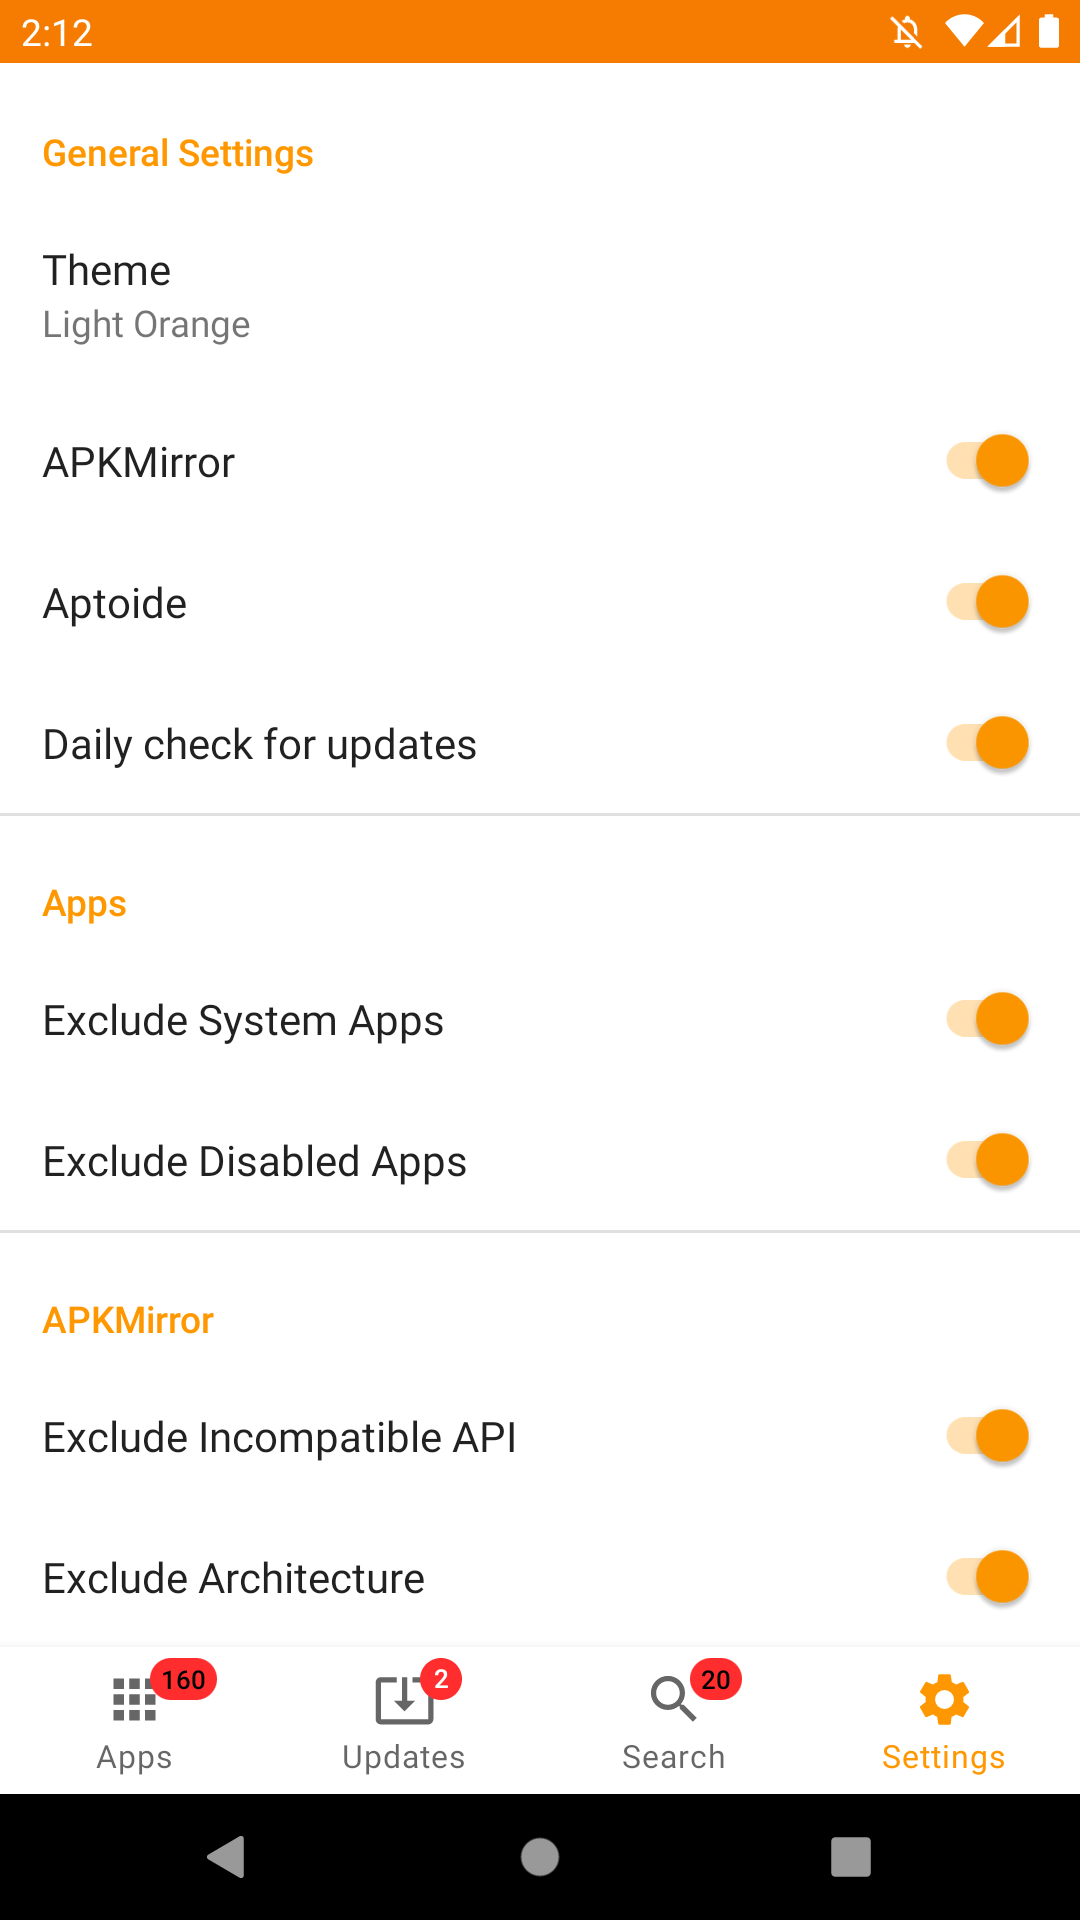 2:12
General Settings
Theme
Light Orange
APKMirror
Aptoide
Daily check for updates
Apps
Exclude System Apps
Exclude Disabled Apps
APKMirror
Exclude Incompatible API
Exclude Architecture
160
2
20
Apps
Updates
Search
Settings